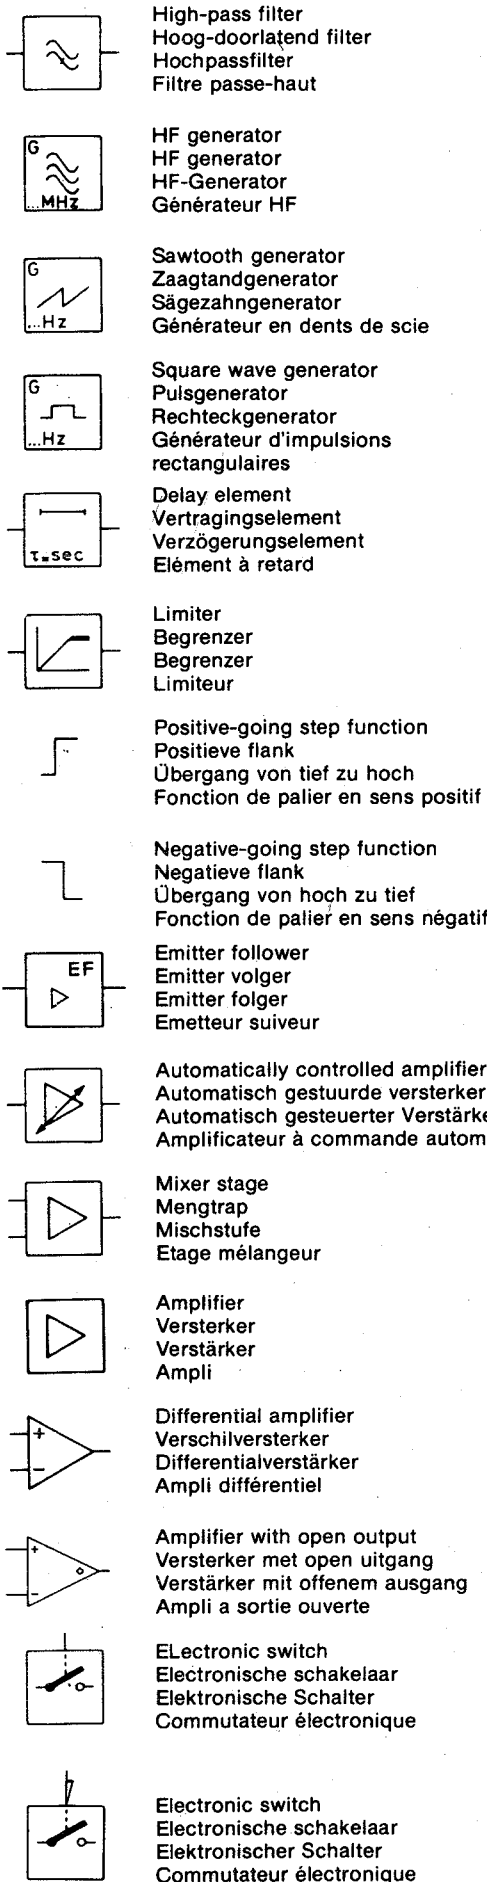 High-pass filter
Hoog-doorlatend filter
Hochpassfilter
Filtre passe-haut
G
...MHz
HF generator
HF generator
HF-Generator
Générateur HF
G
...Hz
Sawtooth generator
Zaagtandgenerator
Sägezahngenerator
Générateur en dents de scie
G
...Hz
Square wave generator
Pulsgenerator
Rechteckgenerator
Générateur d'impulsions
rectangulaires
τ=sec
Delay element
Vertragingselement
Verzögerungselement
Elément à retard
Limiter
Begrenzer
Begrenzer
Limiteur
Positive-going step function
Positieve flank
Übergang von tief zu hoch
Fonction de palier en sens positif
Negative-going step function
Negatieve flank
Übergang von hoch zu tief
Fonction de palier en sens négatif
EF
Emitter follower
Emitter volger
Emitter folger
Emetteur suiveur
Automatically controlled amplifier
Automatisch gestuurde versterker
Automatisch gesteuerter Verstärke
Amplificateur à commande autom
Mixer stage
Mengtrap
Mischstufe
Etage mélangeur
Amplifier
Versterker
Verstärker
Ampli
+
−
Differential amplifier
Verschilversterker
Differentialverstärker
Ampli différentiel
+
−
Amplifier with open output
Versterker met open uitgang
Verstärker mit offenem ausgang
Ampli a sortie ouverte
ELectronic switch
Electronische schakelaar
Elektronische Schalter
Commutateur électronique
Electronic switch
Electronische schakelaar
Elektronischer Schalter
Commutateur électronique